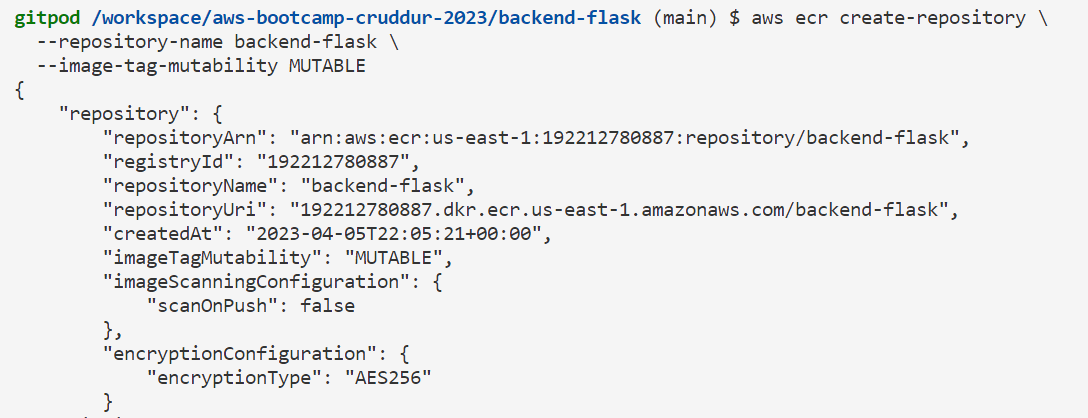 gitpod /workspace/aws-bootcamp-cruddur-2023/backend-flask (main) $ aws ecr create-repository \
  --repository-name backend-flask \
  --image-tag-mutability MUTABLE
{
    "repository": {
        "repositoryArn": "arn:aws:ecr:us-east-1:192212780887:repository/backend-flask",
        "registryId": "192212780887",
        "repositoryName": "backend-flask",
        "repositoryUri": "192212780887.dkr.ecr.us-east-1.amazonaws.com/backend-flask",
        "createdAt": "2023-04-05T22:05:21+00:00",
        "imageTagMutability": "MUTABLE",
        "imageScanningConfiguration": {
            "scanOnPush": false
        },
        "encryptionConfiguration": {
            "encryptionType": "AES256"
        }